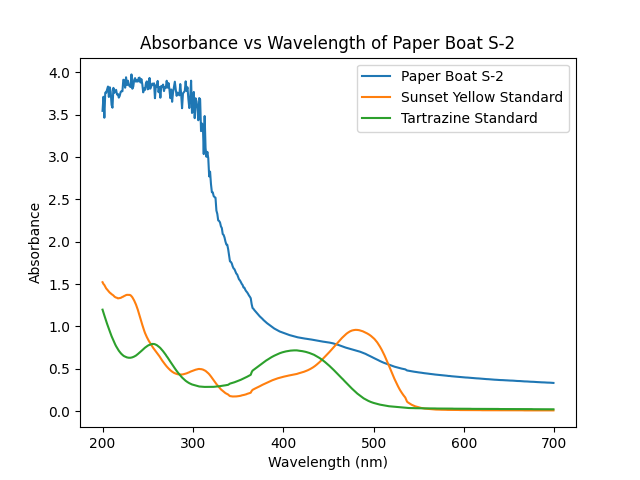 Absorbance vs Wavelength of Paper Boat S-2
Paper Boat S-2
Sunset Yellow Standard
Tartrazine Standard
Absorbance
4.0
3.5
3.0
2.5
2.0
1.5
1.0
0.5
0.0
200 300 400 500 600 700
Wavelength (nm)